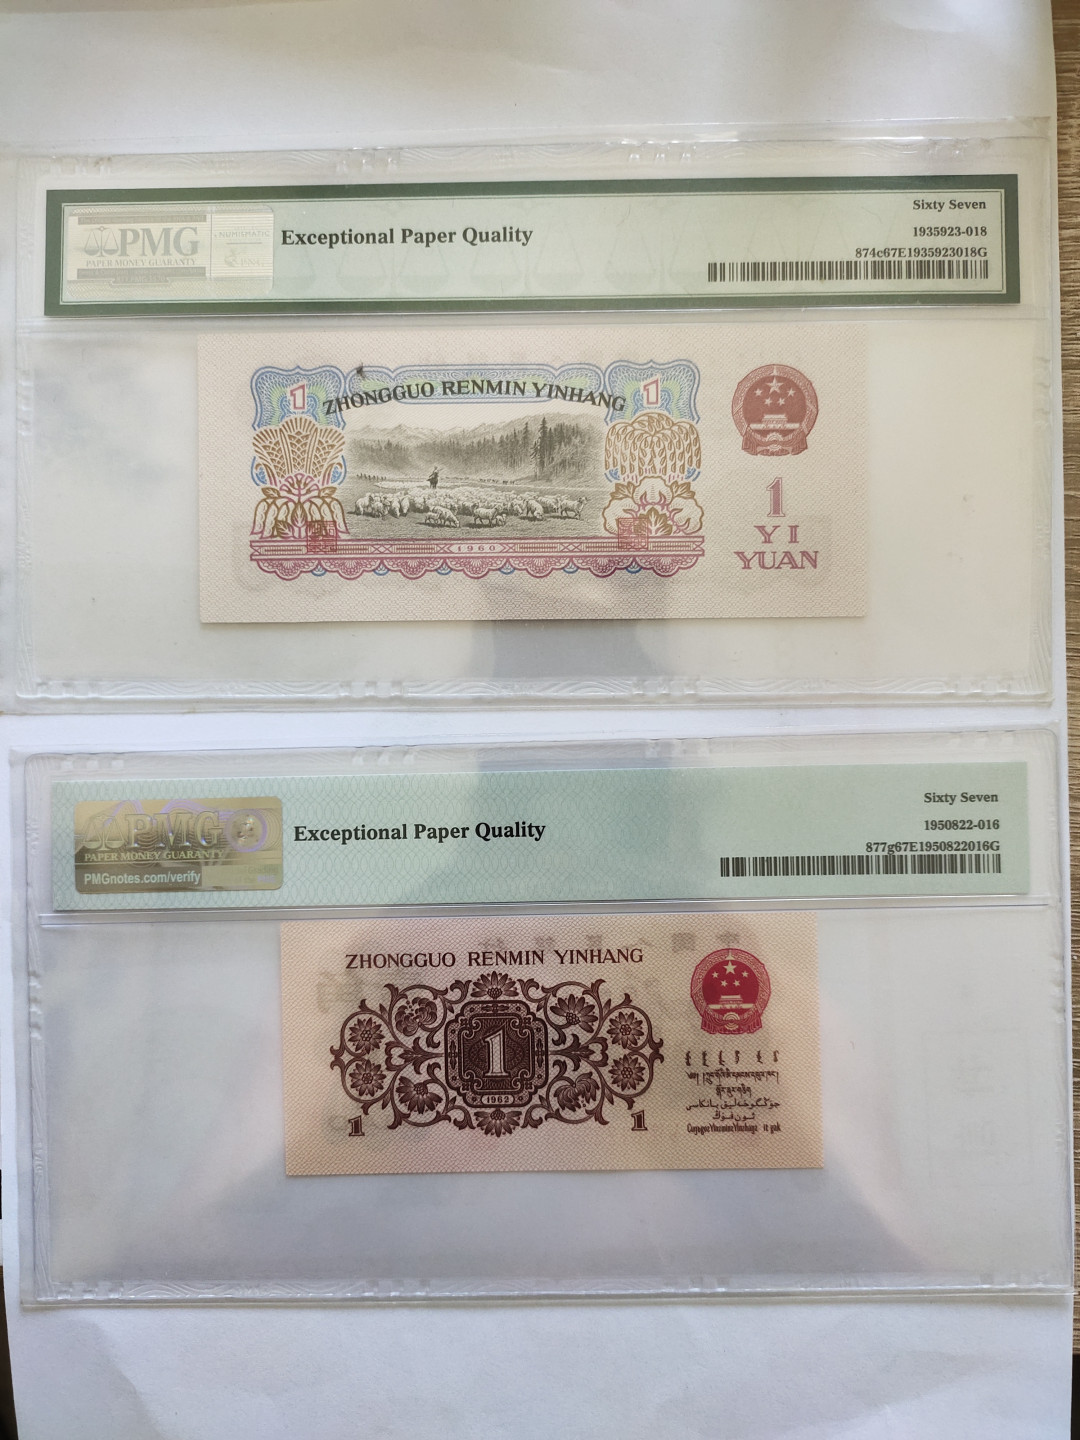 PMG
PAPER MONEY GUARANTY
NUMISMATIC
Exceptional Paper Quality
Sixty Seven
1935923-018
874c67E1935923018G
1
ZHONGGUO RENMIN YINHANG
1
1960
1
YI
YUAN
PMG
PAPER MONEY GUARANTY
PMGnotes.com/verify
Exceptional Paper Quality
Sixty Seven
1950822-016
877g67E1950822016G
ZHONGGUO RENMIN YINHANG
1
1962
1
1